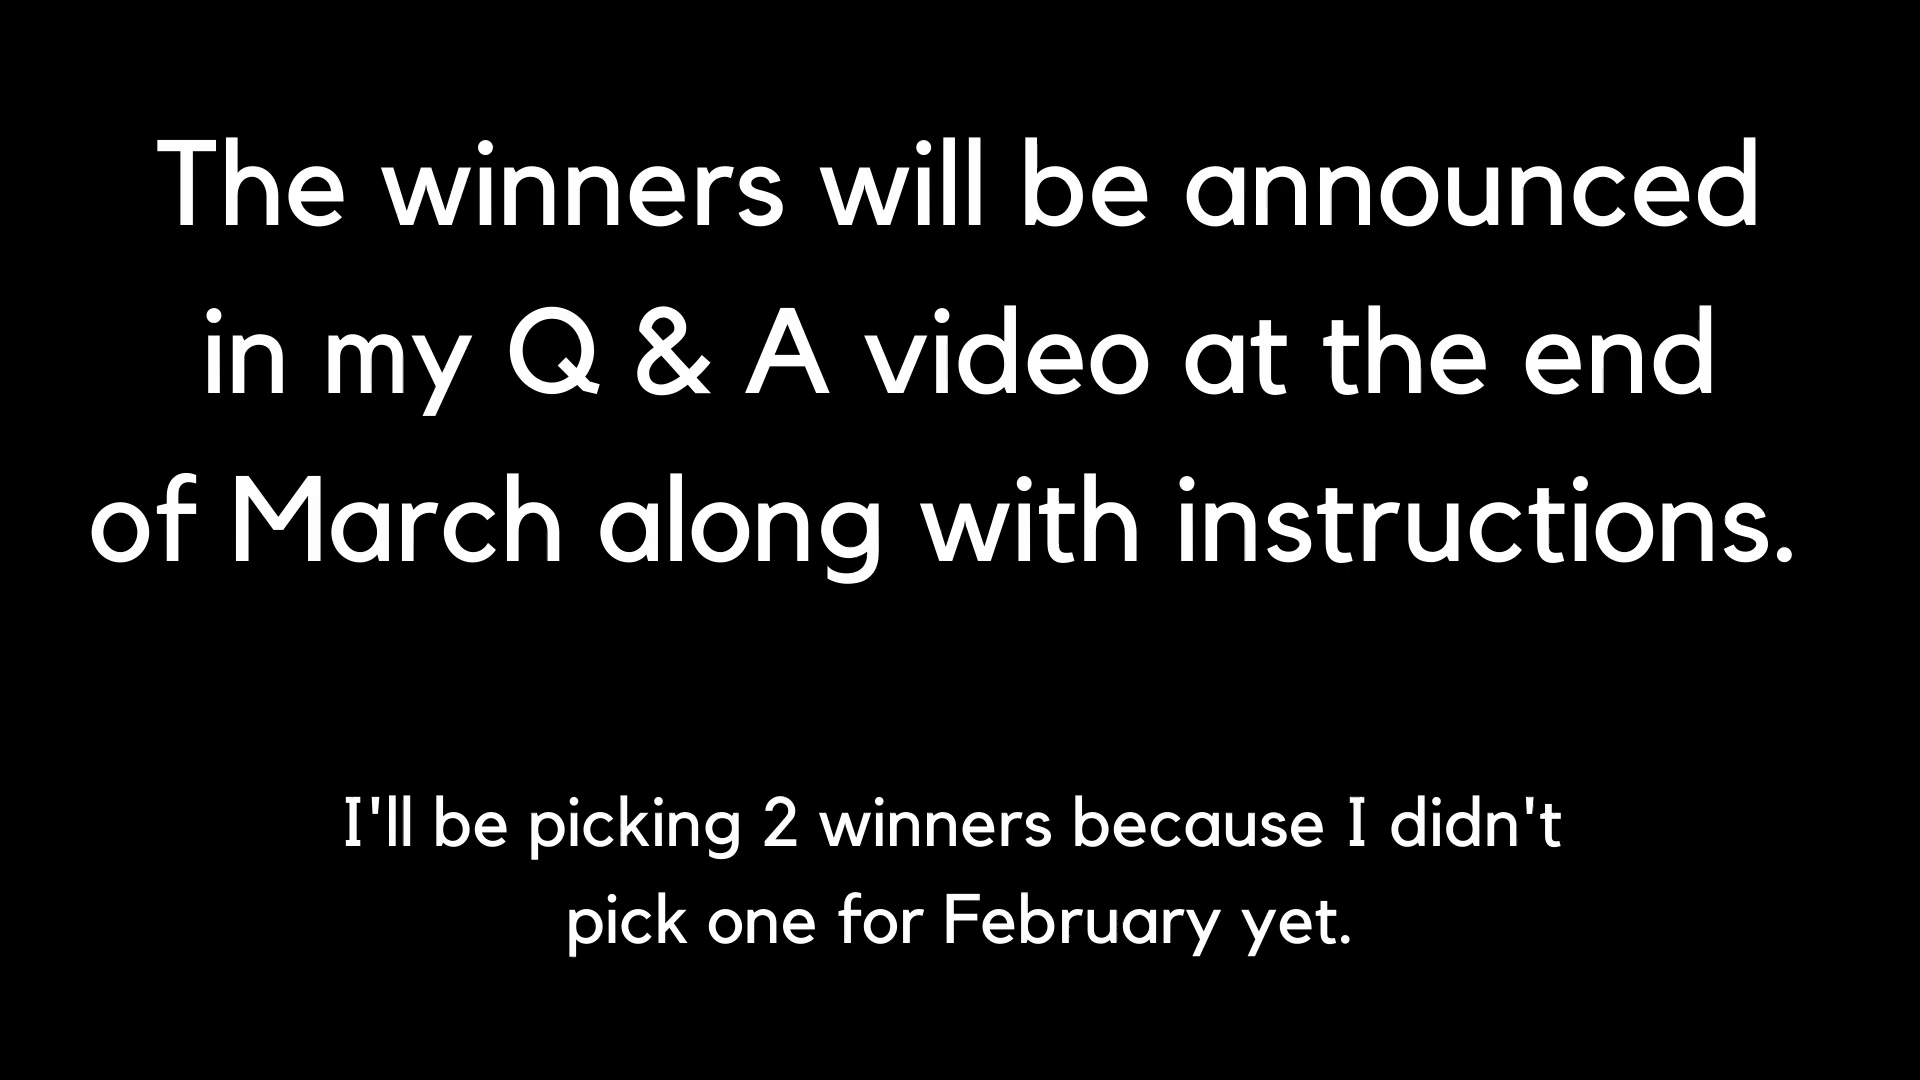 The winners will be announced
in my Q & A video at the end
of March along with instructions.
I'll be picking 2 winners because I didn't
pick one for February yet.